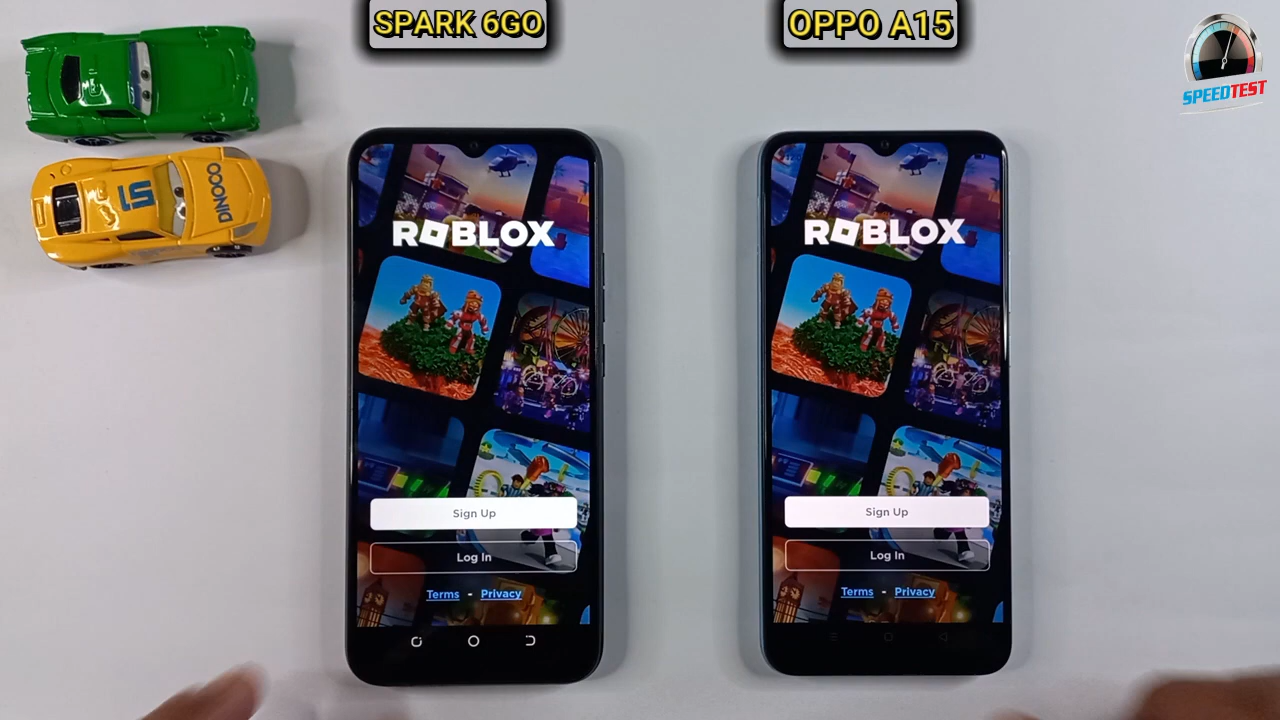 SPARK 6GO
OPPO A15
SPEEDTEST
51
DINOCO
ROBLOX
Sign Up
Log In
Terms - Privacy
ROBLOX
Sign Up
Log In
Terms - Privacy